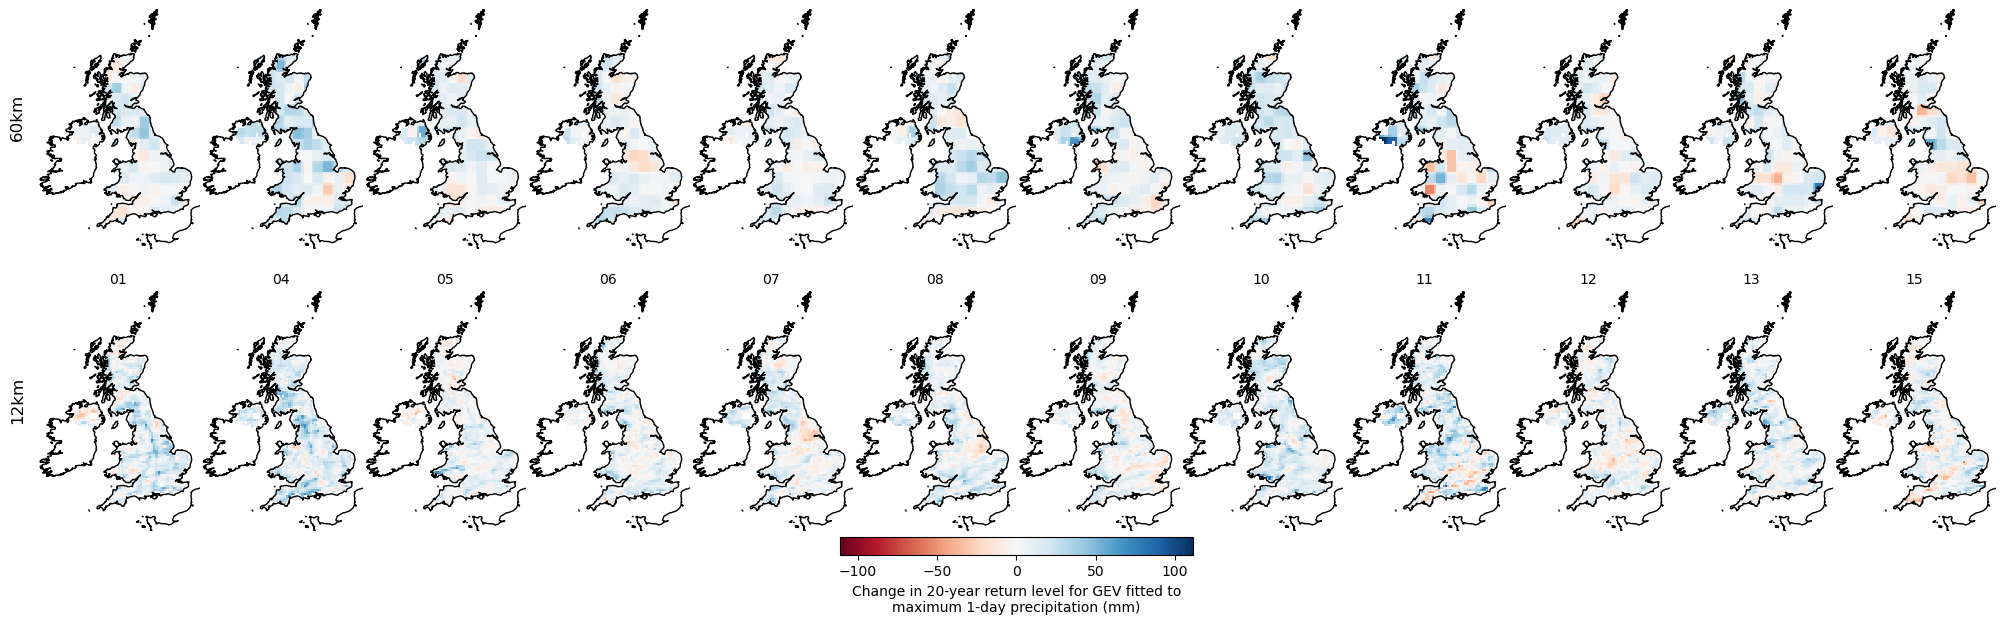 60km
01 04 05 06 07 08 09 10 11 12 13 15
12km
−100 −50 0 50 100
Change in 20-year return level for GEV fitted to
maximum 1-day precipitation (mm)